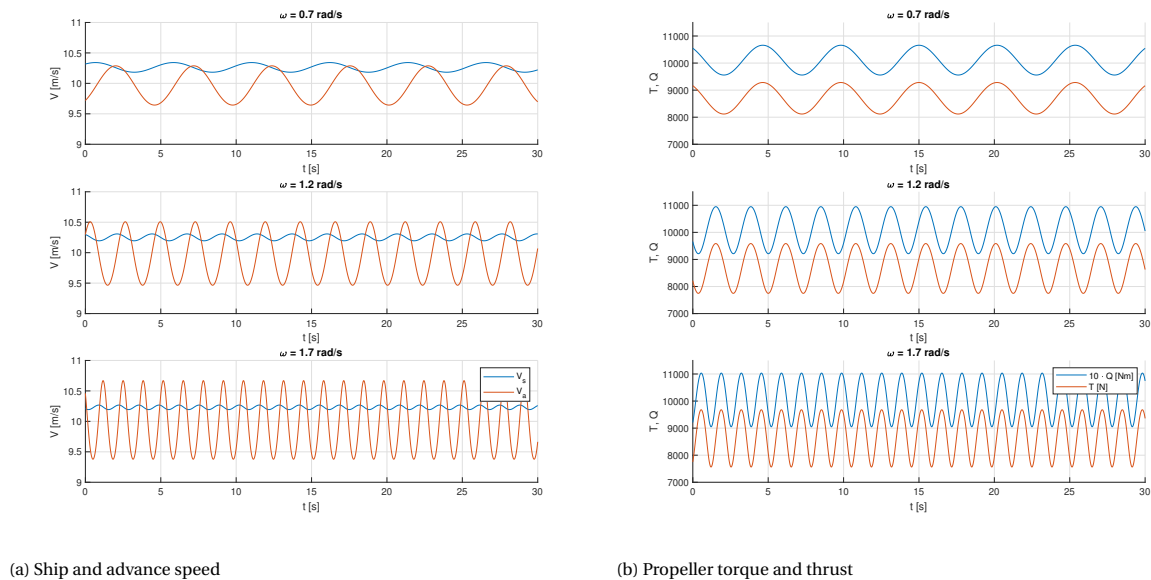 ω = 0.7 rad/s
11
10.5
10
9.5
9
V [m/s]
0 5 10 15 20 25 30
t [s]
ω = 1.2 rad/s
11
10.5
10
9.5
9
V [m/s]
0 5 10 15 20 25 30
t [s]
ω = 1.7 rad/s
11
10.5
10
9.5
9
V [m/s]
V_s
V_a
0 5 10 15 20 25 30
t [s]
(a) Ship and advance speed
ω = 0.7 rad/s
11000
10000
9000
8000
7000
T, Q
0 5 10 15 20 25 30
t [s]
ω = 1.2 rad/s
11000
10000
9000
8000
7000
T, Q
0 5 10 15 20 25 30
t [s]
ω = 1.7 rad/s
11000
10000
9000
8000
7000
T, Q
10 · Q [Nm]
T [N]
0 5 10 15 20 25 30
t [s]
(b) Propeller torque and thrust